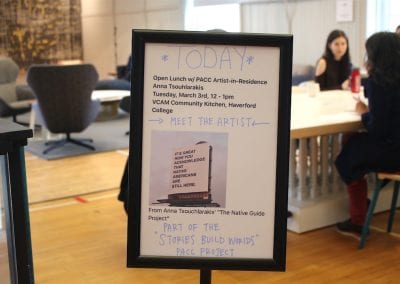 *TODAY*
Open Lunch w/ PACC Artist-in-Residence
Anna Tsouhlarakis
Tuesday, March 3rd, 12 - 1pm
VCAM Community Kitchen, Haverford
College
→ MEET THE ARTIST ←
IT'S GREAT
HOW YOU
ACKNOWLEDGE
THAT
NATIVE
AMERICANS
ARE
STILL HERE.
From Anna Tsouchlarakis' "The Native Guide
Project"
PART OF THE
"STORIES BUILD WORLDS"
PACC PROJECT